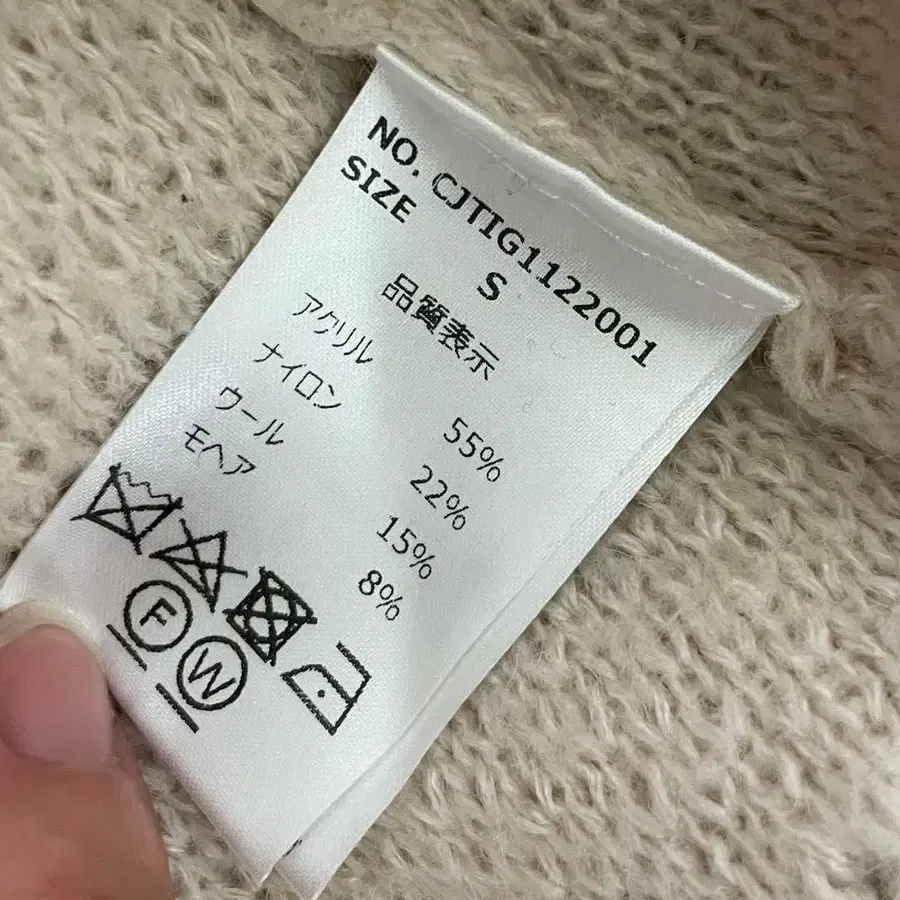 NO. CJTIG1122001
SIZE S
品質表示
アクリル 55%
ナイロン 22%
ウール 15%
モヘア 8%
F
W